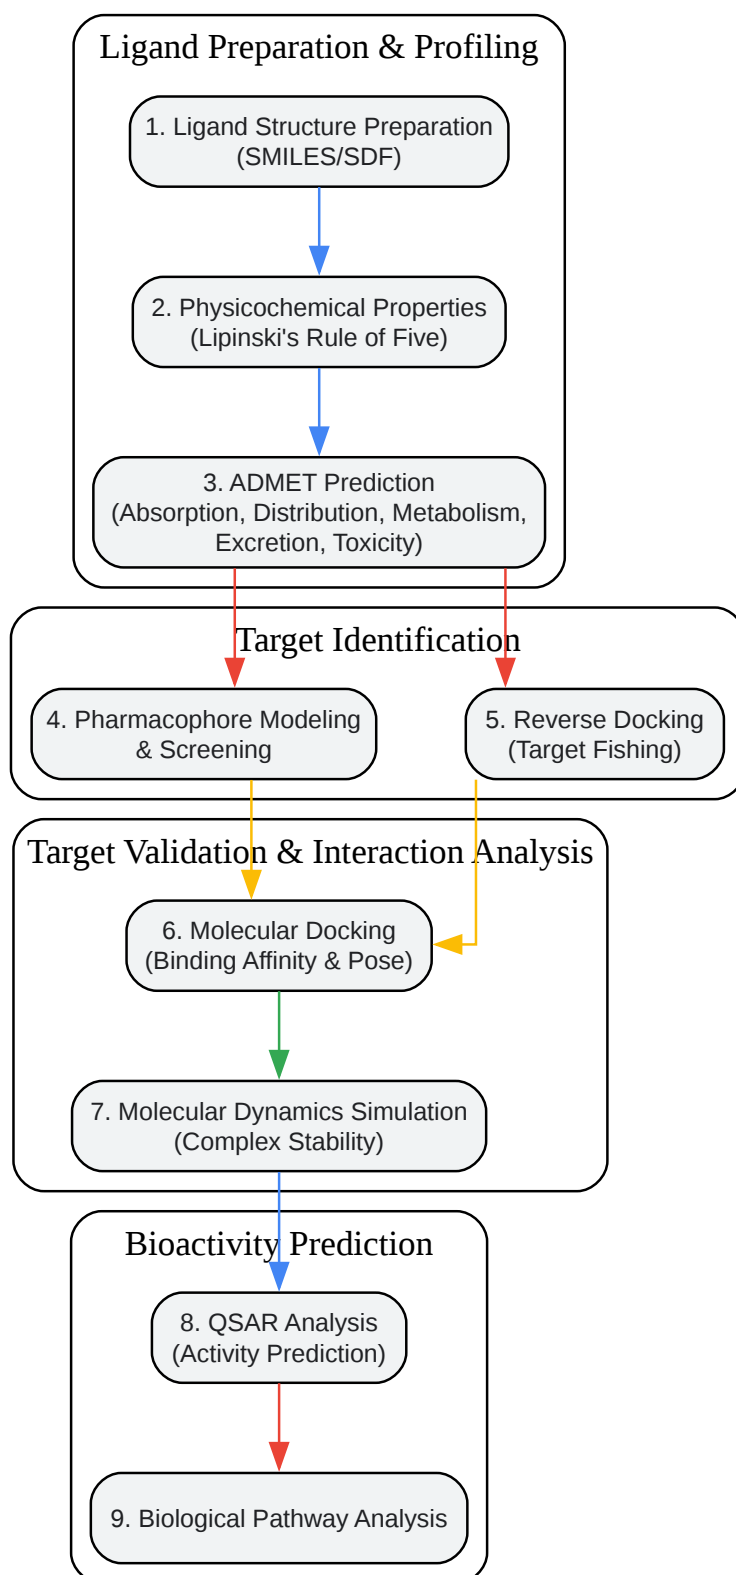 Ligand Preparation & Profiling
1. Ligand Structure Preparation
(SMILES/SDF)
2. Physicochemical Properties
(Lipinski's Rule of Five)
3. ADMET Prediction
(Absorption, Distribution, Metabolism,
Excretion, Toxicity)
Target Identification
4. Pharmacophore Modeling
& Screening
5. Reverse Docking
(Target Fishing)
Target Validation & Interaction Analysis
6. Molecular Docking
(Binding Affinity & Pose)
7. Molecular Dynamics Simulation
(Complex Stability)
Bioactivity Prediction
8. QSAR Analysis
(Activity Prediction)
9. Biological Pathway Analysis